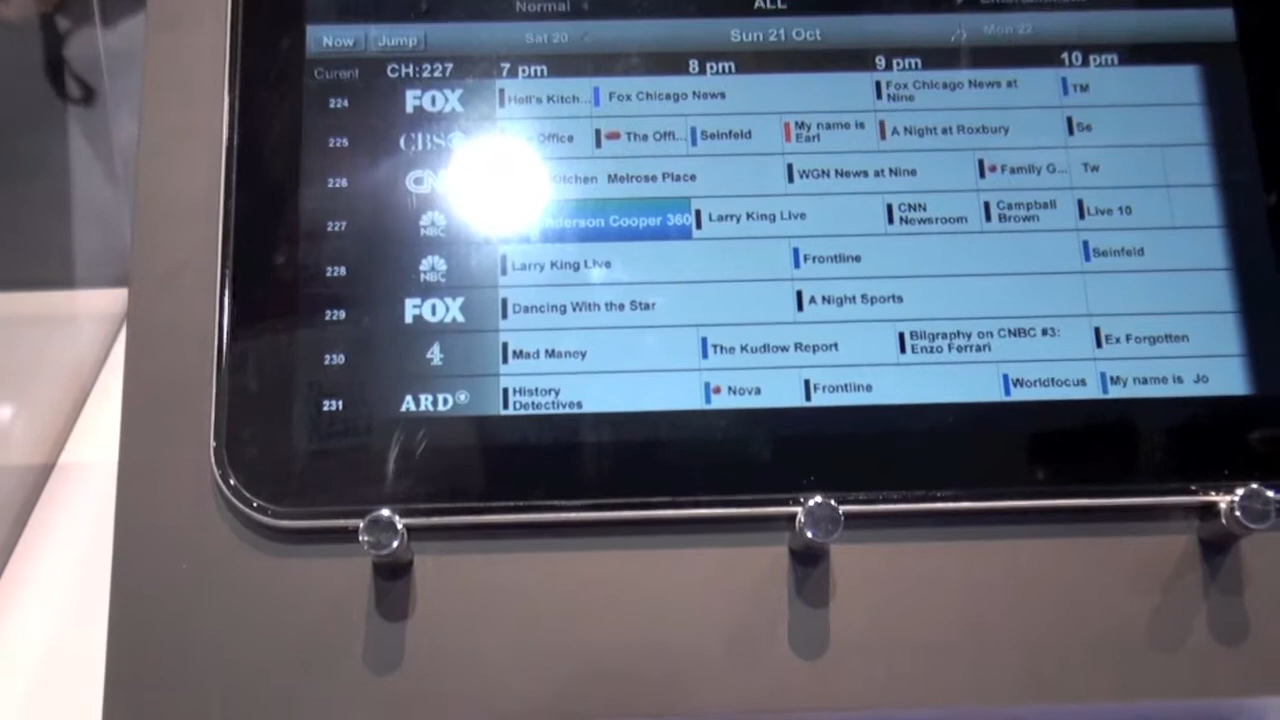 Normal ALL
Now Jump Sat 20 Sun 21 Oct Mon 22
Curent CH:227 7 pm 8 pm 9 pm 10 pm
224 FOX Hell's Kitch... Fox Chicago News Fox Chicago News at TM
Nine
225 CBS Office The Offi... Seinfeld My name is A Night at Roxbury Se
Earl
226 CN Melrose Place WGN News at Nine Family G... Tw
227 NBC Cooper 360 Larry King Live CNN Campball Live 10
Newsroom Brown
228 NBC Larry King Live Frontline Seinfeld
229 FOX Dancing With the Star A Night Sports
230 4 Mad Maney The Kudlow Report Bilgraphy on CNBC #3: Ex Forgotten
Enzo Ferrari
231 ARD History Nova Frontline Worldfocus My name is Jo
Detectives